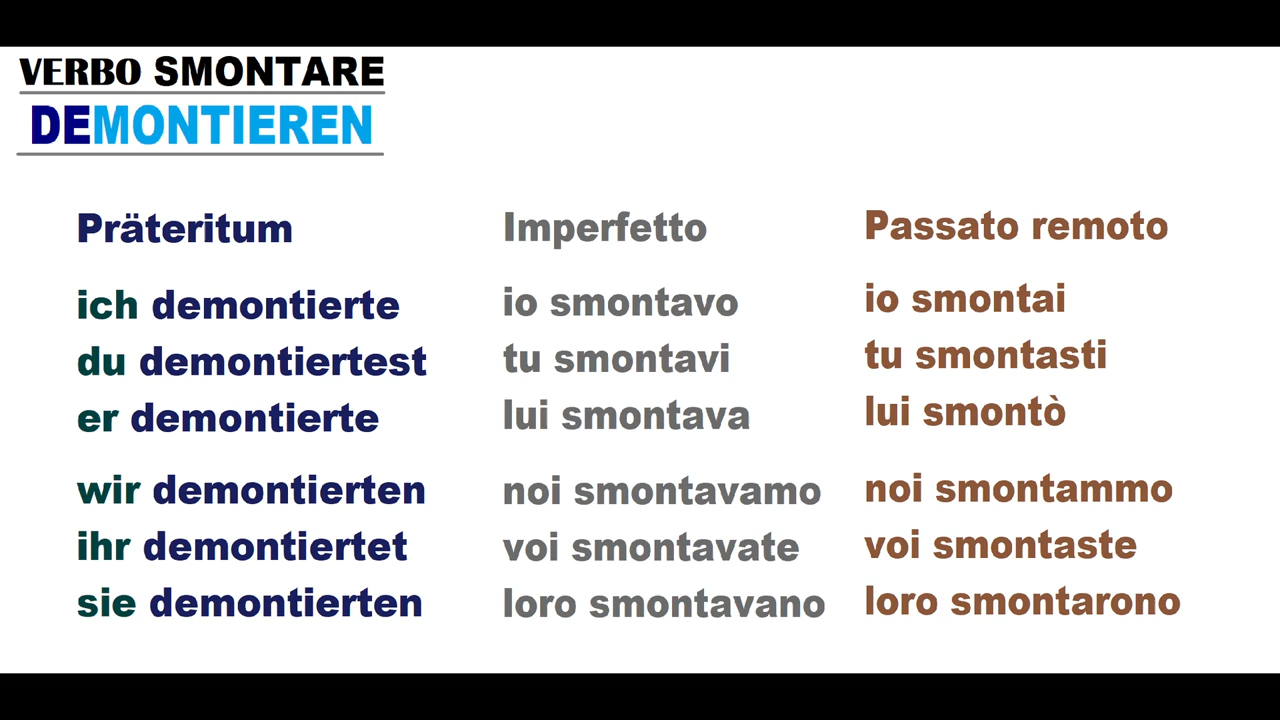 VERBO SMONTARE
DEMONTIEREN
Präteritum
ich demontierte
du demontiertest
er demontierte
wir demontierten
ihr demontiertet
sie demontierten
Imperfetto
io smontavo
tu smontavi
lui smontava
noi smontavamo
voi smontavate
loro smontavano
Passato remoto
io smontai
tu smontasti
lui smontò
noi smontammo
voi smontaste
loro smontarono